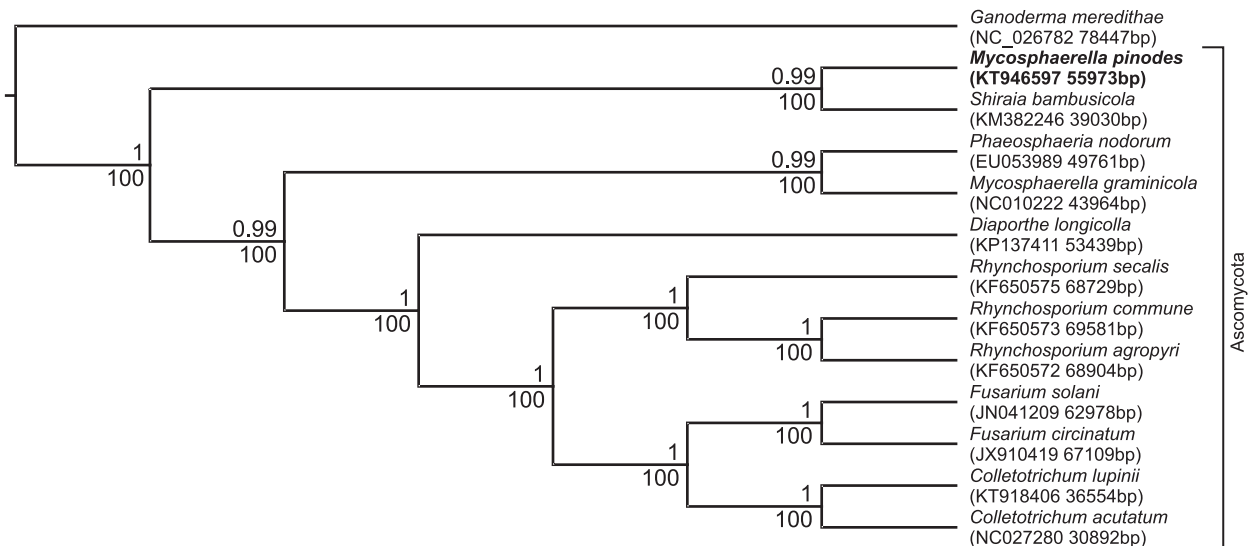 Ganoderma meredithae
(NC_026782 78447bp)
Mycosphaerella pinodes
(KT946597 55973bp)
0.99
100
Shiraia bambusicola
(KM382246 39030bp)
Phaeosphaeria nodorum
(EU053989 49761bp)
0.99
100
Mycosphaerella graminicola
(NC010222 43964bp)
1
100
0.99
100
Diaporthe longicolla
(KP137411 53439bp)
Rhynchosporium secalis
(KF650575 68729bp)
1
100
1
100
Rhynchosporium commune
(KF650573 69581bp)
1
100
Rhynchosporium agropyri
(KF650572 68904bp)
1
100
Fusarium solani
(JN041209 62978bp)
1
100
Fusarium circinatum
(JX910419 67109bp)
1
100
Colletotrichum lupinii
(KT918406 36554bp)
1
100
Colletotrichum acutatum
(NC027280 30892bp)
Ascomycota